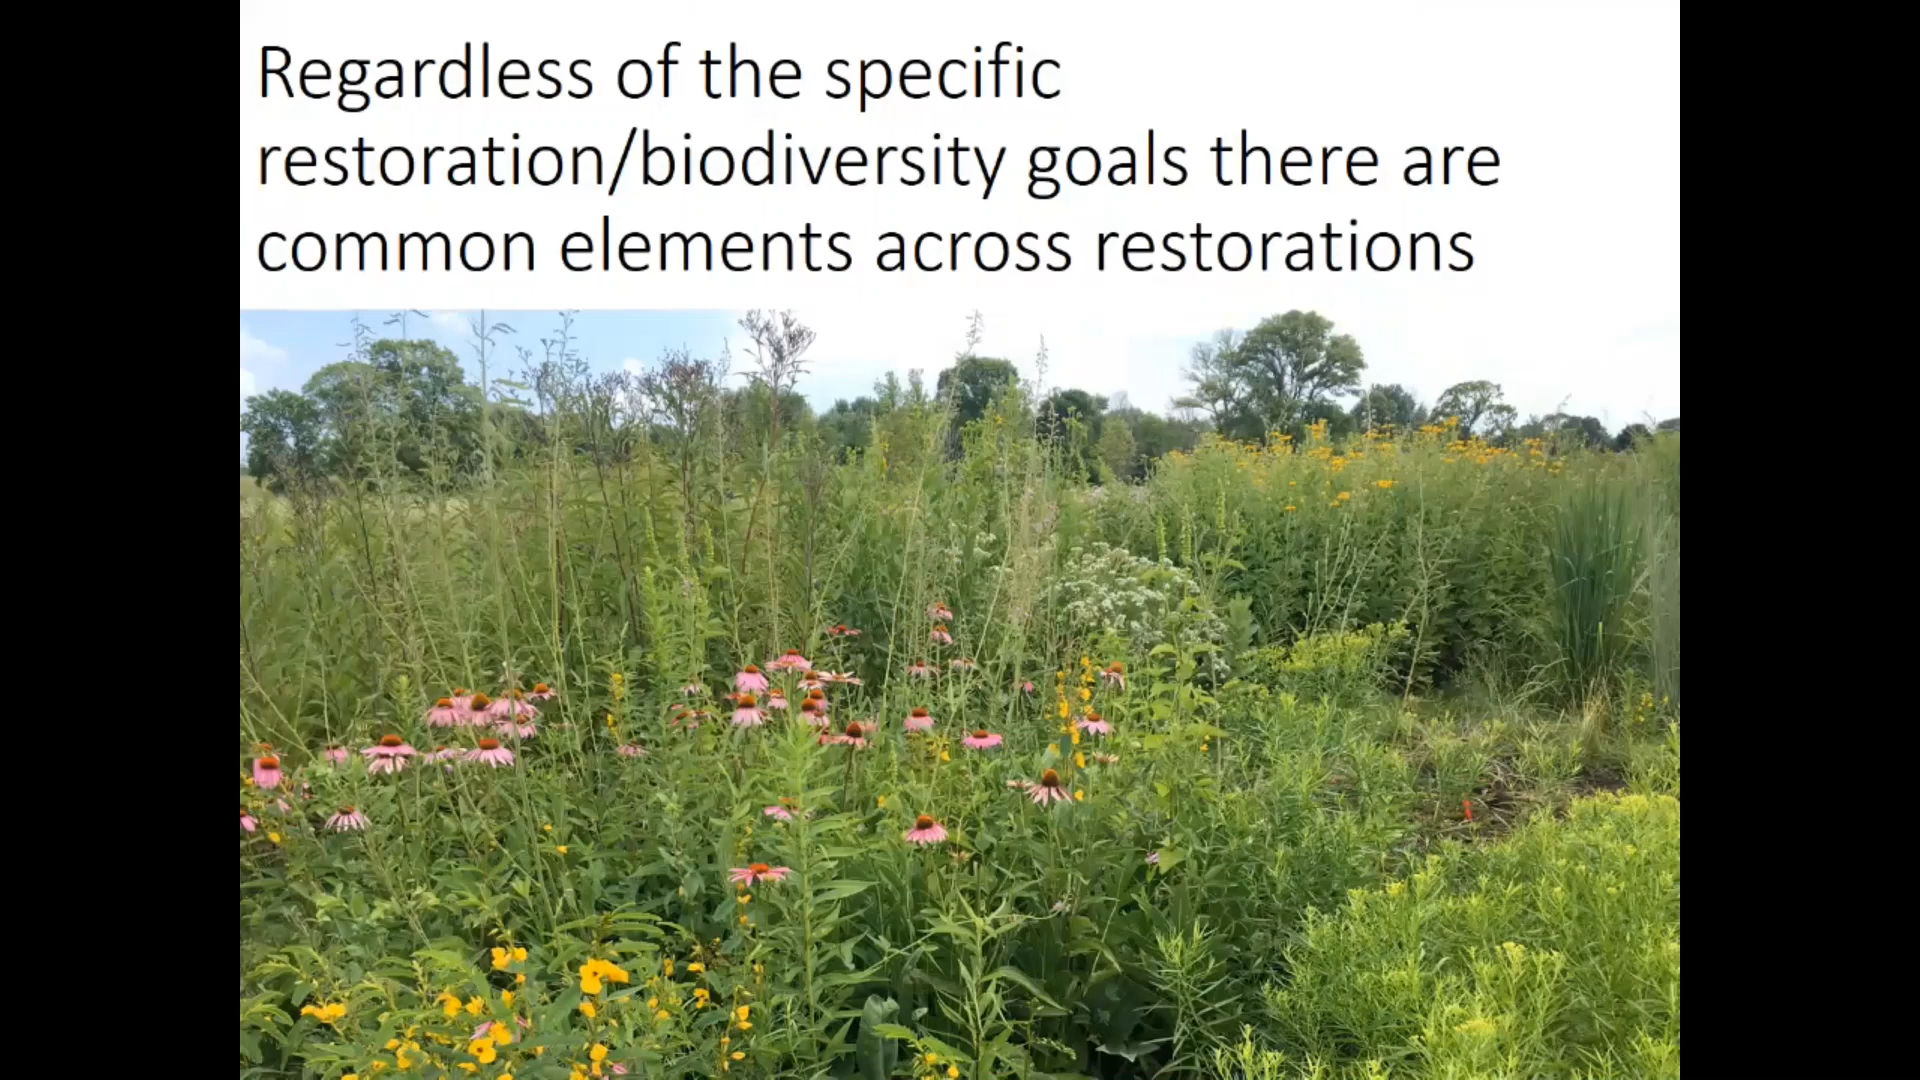 Regardless of the specific
restoration/biodiversity goals there are
common elements across restorations